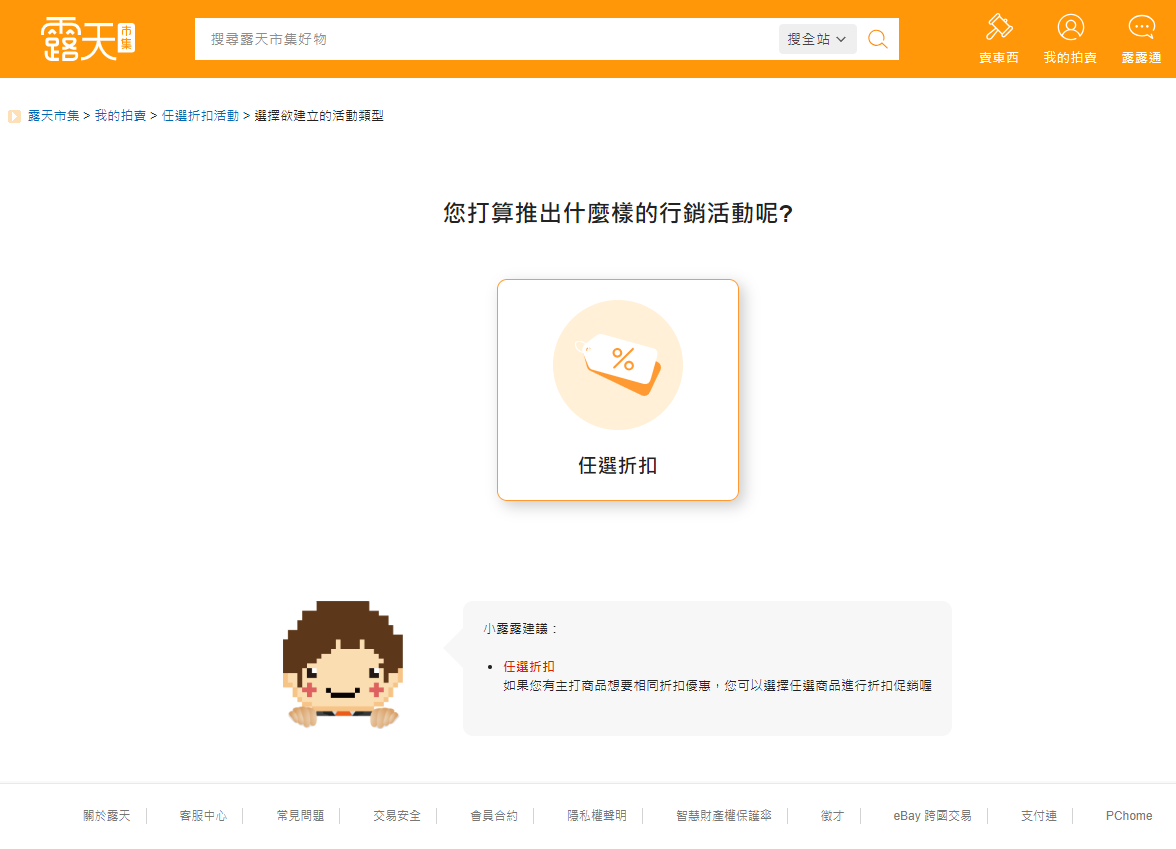 露天市集
搜尋露天市集好物
搜全站
賣東西
我的拍賣
露露通
露天市集 > 我的拍賣 > 任選折扣活動 > 選擇欲建立的活動類型
您打算推出什麼樣的行銷活動呢?
%
任選折扣
小露露建議：
• 任選折扣
如果您有主打商品想要相同折扣優惠，您可以選擇任選商品進行折扣促銷喔
關於露天 客服中心 常見問題 交易安全 會員合約 隱私權聲明 智慧財產權保護傘 徵才 eBay 跨國交易 支付連 PChome